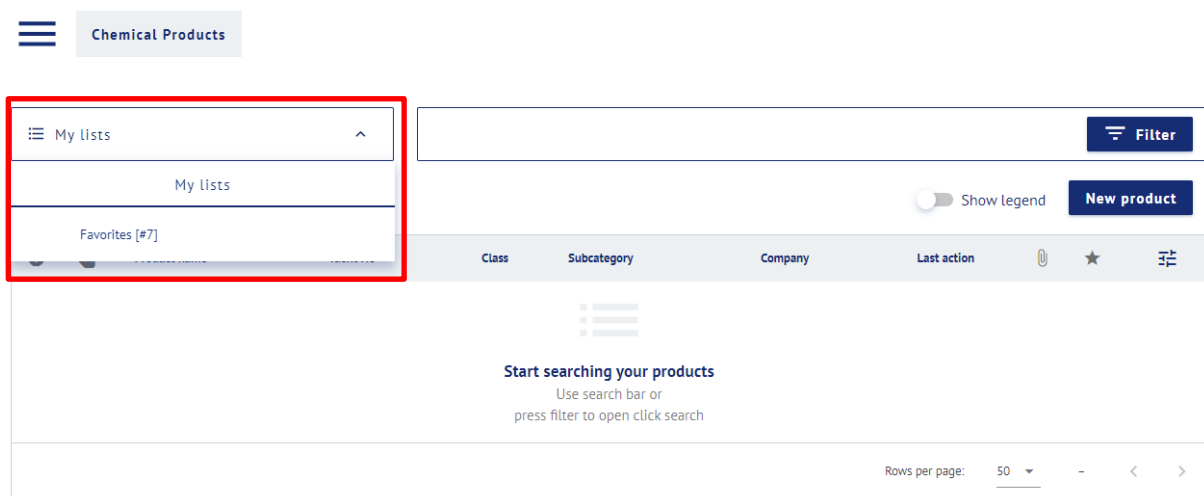 Chemical Products
My lists
Filter
My lists
Show legend
New product
Favorites [#7]
Class Subcategory Company Last action
Start searching your products
Use search bar or
press filter to open click search
Rows per page: 50 –